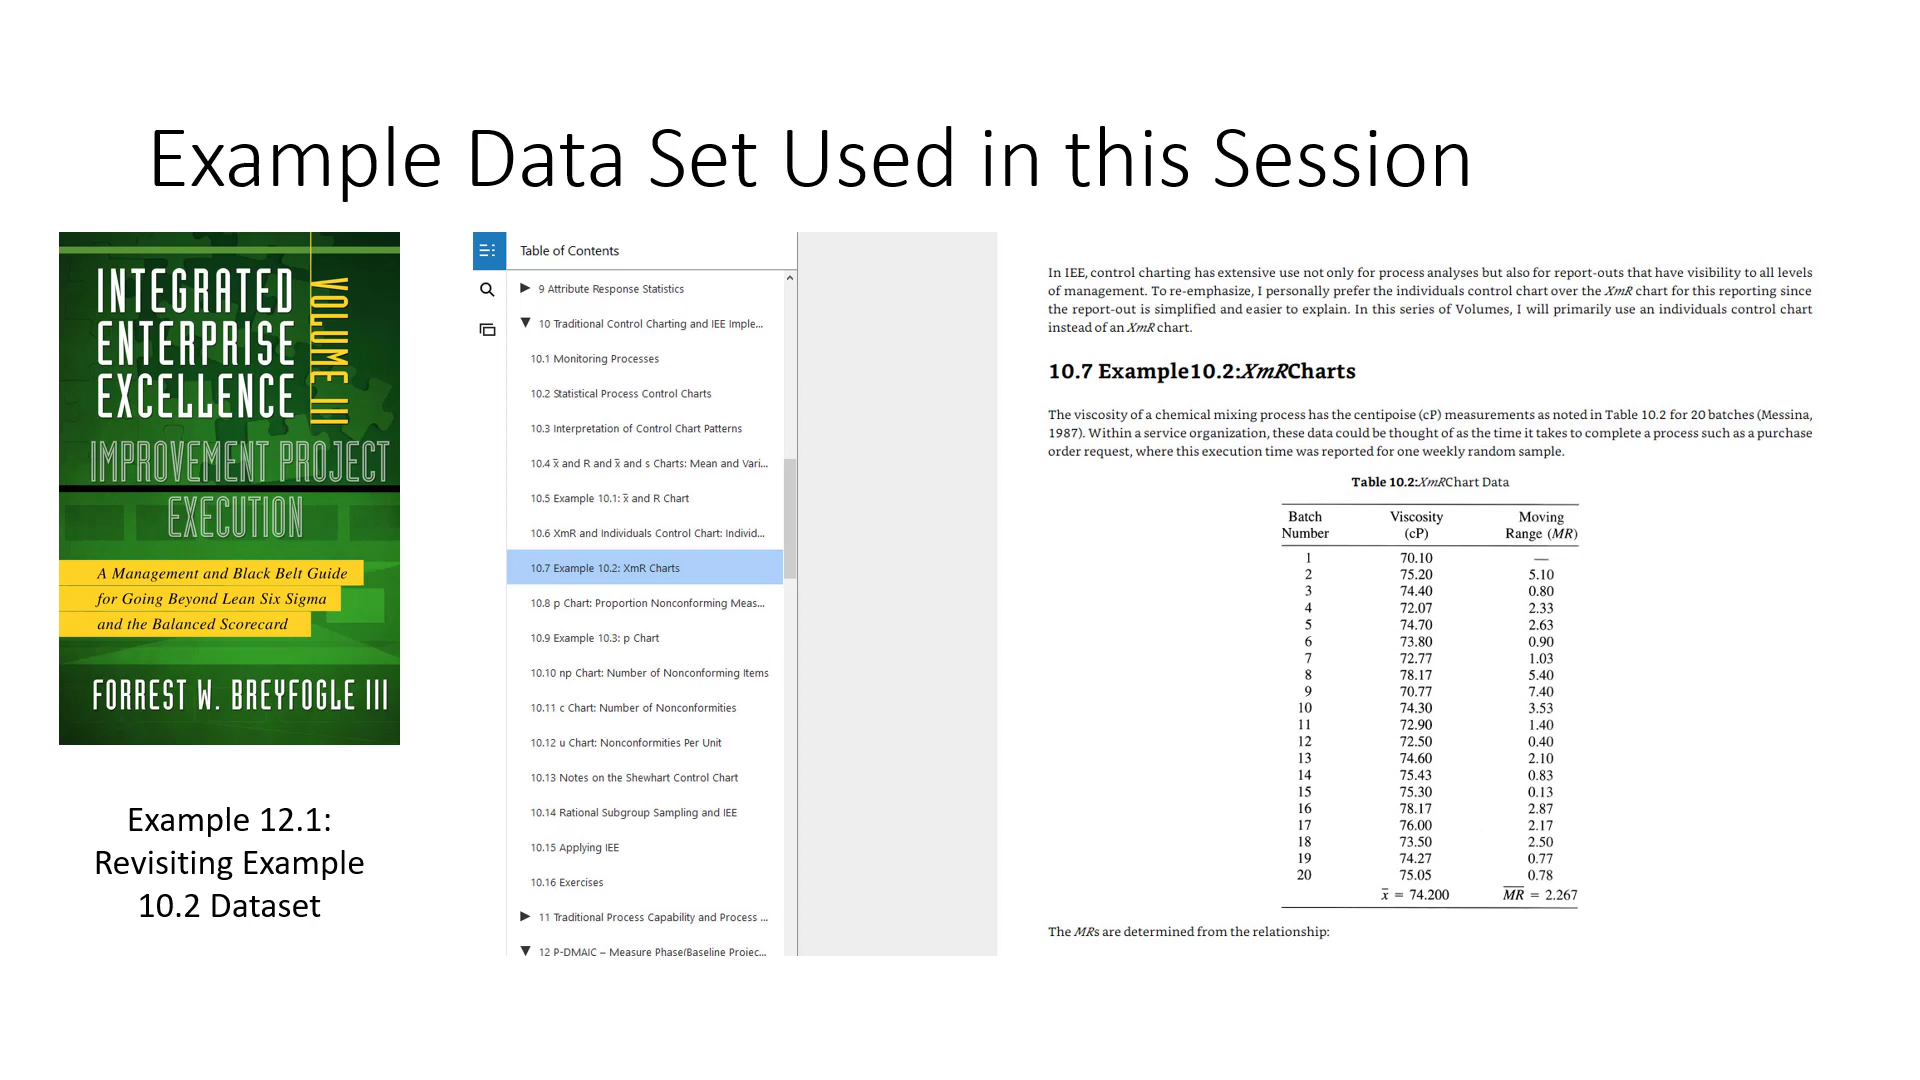 Example Data Set Used in this Session
INTEGRATED
ENTERPRISE
EXCELLENCE
VOLUME III
IMPROVEMENT PROJECT
EXECUTION
A Management and Black Belt Guide
for Going Beyond Lean Six Sigma
and the Balanced Scorecard
FORREST W. BREYFOGLE III
Example 12.1:
Revisiting Example
10.2 Dataset
Table of Contents
9 Attribute Response Statistics
10 Traditional Control Charting and IEE Imple...
10.1 Monitoring Processes
10.2 Statistical Process Control Charts
10.3 Interpretation of Control Chart Patterns
10.4 x̄ and R and x̄ and s Charts: Mean and Vari...
10.5 Example 10.1: x̄ and R Chart
10.6 XmR and Individuals Control Chart: Individ...
10.7 Example 10.2: XmR Charts
10.8 p Chart: Proportion Nonconforming Meas...
10.9 Example 10.3: p Chart
10.10 np Chart: Number of Nonconforming Items
10.11 c Chart: Number of Nonconformities
10.12 u Chart: Nonconformities Per Unit
10.13 Notes on the Shewhart Control Chart
10.14 Rational Subgroup Sampling and IEE
10.15 Applying IEE
10.16 Exercises
11 Traditional Process Capability and Process ...
12 P-DMAIC – Measure Phase(Baseline Projec...
In IEE, control charting has extensive use not only for process analyses but also for report-outs that have visibility to all levels
of management. To re-emphasize, I personally prefer the individuals control chart over the XmR chart for this reporting since
the report-out is simplified and easier to explain. In this series of Volumes, I will primarily use an individuals control chart
instead of an XmR chart.
10.7 Example10.2:XmRCharts
The viscosity of a chemical mixing process has the centipoise (cP) measurements as noted in Table 10.2 for 20 batches (Messina,
1987). Within a service organization, these data could be thought of as the time it takes to complete a process such as a purchase
order request, where this execution time was reported for one weekly random sample.
Table 10.2:XmRChart Data
Batch Viscosity Moving
Number (cP) Range (MR)
1 70.10 —
2 75.20 5.10
3 74.40 0.80
4 72.07 2.33
5 74.70 2.63
6 73.80 0.90
7 72.77 1.03
8 78.17 5.40
9 70.77 7.40
10 74.30 3.53
11 72.90 1.40
12 72.50 0.40
13 74.60 2.10
14 75.43 0.83
15 75.30 0.13
16 78.17 2.87
17 76.00 2.17
18 73.50 2.50
19 74.27 0.77
20 75.05 0.78
x̄ = 74.200 M̅R̅ = 2.267
The MRs are determined from the relationship: